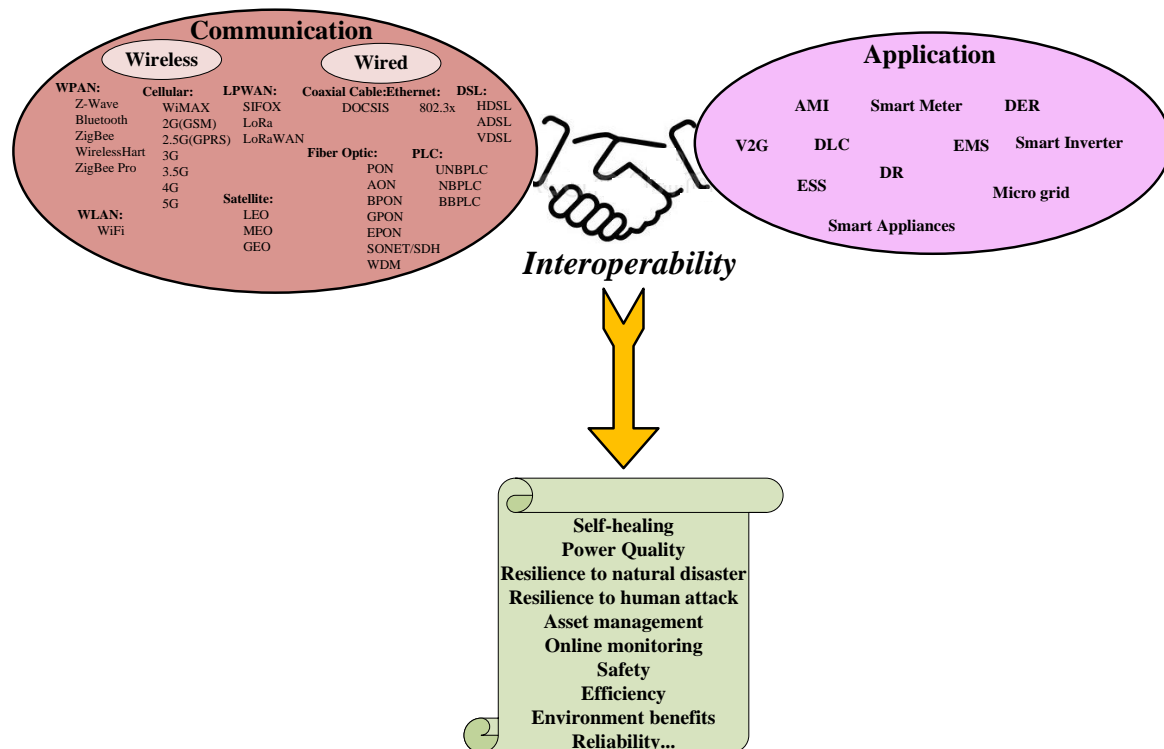 Communication
Wireless
Wired
WPAN:
Z-Wave
Bluetooth
ZigBee
WirelessHart
ZigBee Pro
WLAN:
WiFi
Cellular:
WiMAX
2G(GSM)
2.5G(GPRS)
3G
3.5G
4G
5G
LPWAN:
SIFOX
LoRa
LoRaWAN
Satellite:
LEO
MEO
GEO
Coaxial Cable:
DOCSIS
Ethernet:
802.3x
DSL:
HDSL
ADSL
VDSL
Fiber Optic:
PON
AON
BPON
GPON
EPON
SONET/SDH
WDM
PLC:
UNBPLC
NBPLC
BBPLC
Interoperability
Application
AMI
Smart Meter
DER
V2G
DLC
EMS
Smart Inverter
ESS
DR
Micro grid
Smart Appliances
Self-healing
Power Quality
Resilience to natural disaster
Resilience to human attack
Asset management
Online monitoring
Safety
Efficiency
Environment benefits
Reliability...